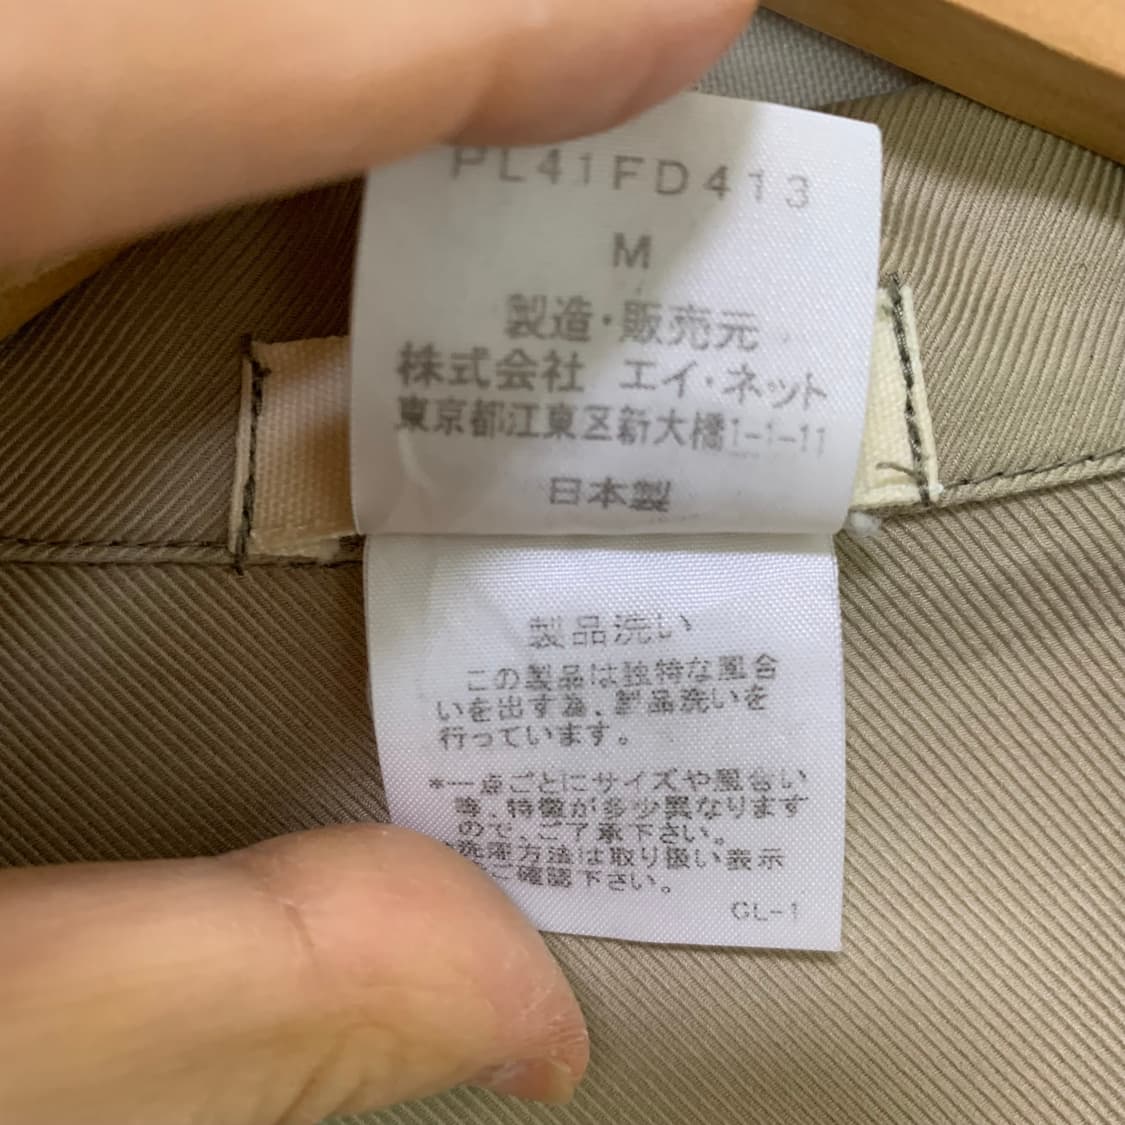 PL41FD413
M
製造・販売元
株式会社 エイ・ネット
東京都江東区新大橋1-1-11
日本製
製品洗い
この製品は独特な風合
いを出す為、製品洗いを
行っています。
*一点ごとにサイズや風合い
等、特徴が多少異なります
ので、ご了承下さい。
洗濯方法は取り扱い表示
ご確認下さい。
CL-1